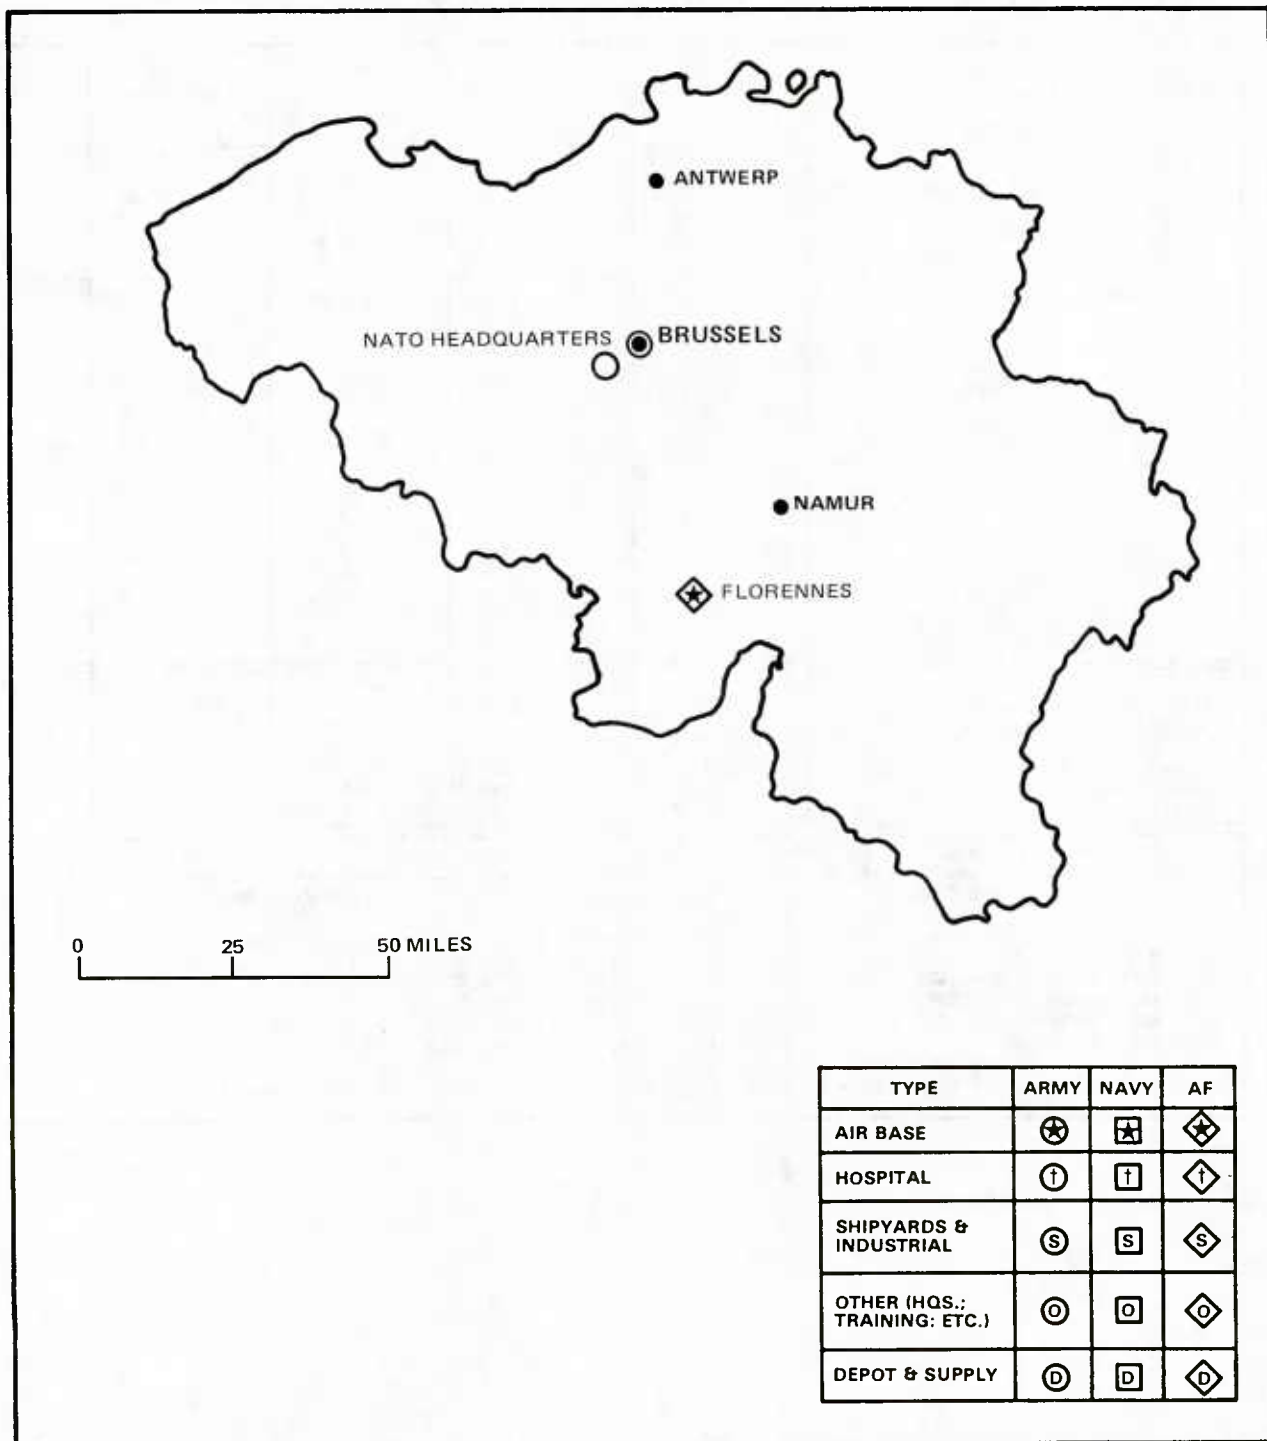 ANTWERP
NATO HEADQUARTERS
BRUSSELS
NAMUR
FLORENNES
0 25 50 MILES
TYPE ARMY NAVY AF
AIR BASE
HOSPITAL † † †
SHIPYARDS &
INDUSTRIAL S S S
OTHER (HQS.;
TRAINING: ETC.) O O O
DEPOT & SUPPLY D D D